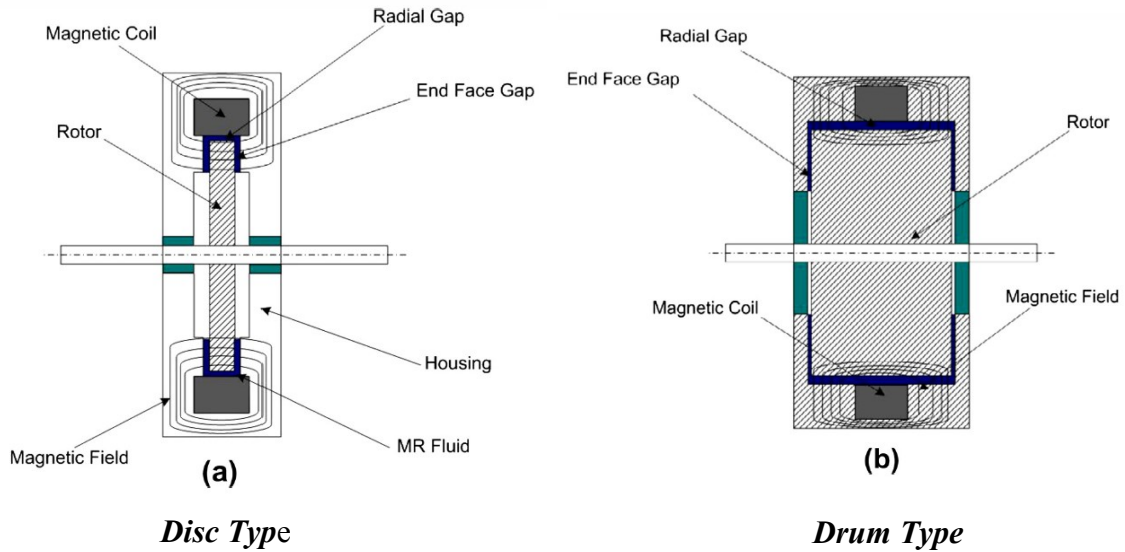 Magnetic Coil
Radial Gap
End Face Gap
Rotor
Housing
MR Fluid
Magnetic Field
(a)
Disc Type
Radial Gap
End Face Gap
Rotor
Magnetic Coil
Magnetic Field
(b)
Drum Type